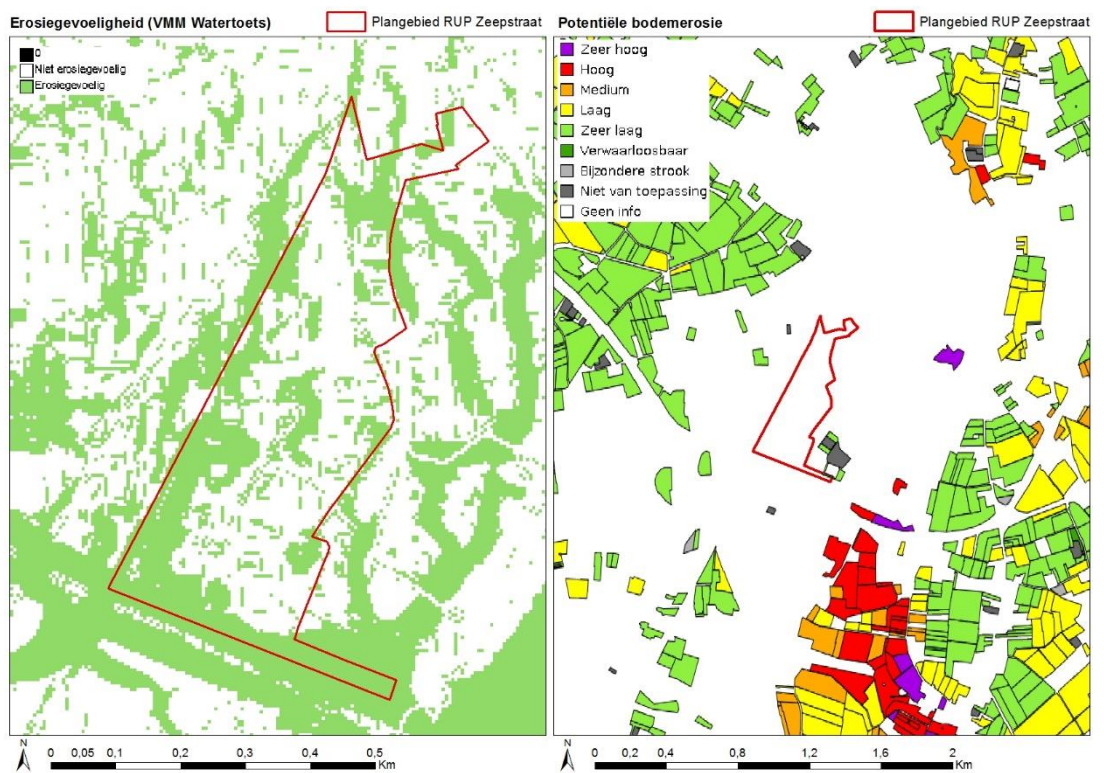 Erosiegevoeligheid (VMM Watertoets)
Plangebied RUP Zeepstraat
0
Niet erosiegevoelig
Erosiegevoelig
N
0 0,05 0,1 0,2 0,3 0,4 0,5
Km
Potentiële bodemerosie
Plangebied RUP Zeepstraat
Zeer hoog
Hoog
Medium
Laag
Zeer laag
Verwaarloosbaar
Bijzondere strook
Niet van toepassing
Geen info
N
0 0,4 0,8 1,2 1,6 2
Km